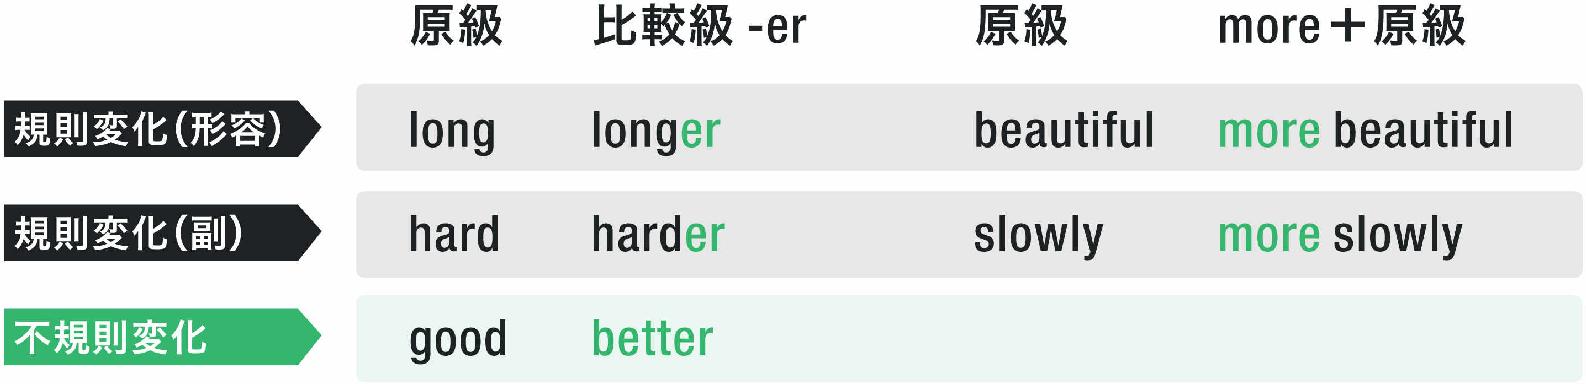 原級 比較級 -er 原級 more＋原級
規則変化（形容） long longer beautiful more beautiful
規則変化（副） hard harder slowly more slowly
不規則変化 good better